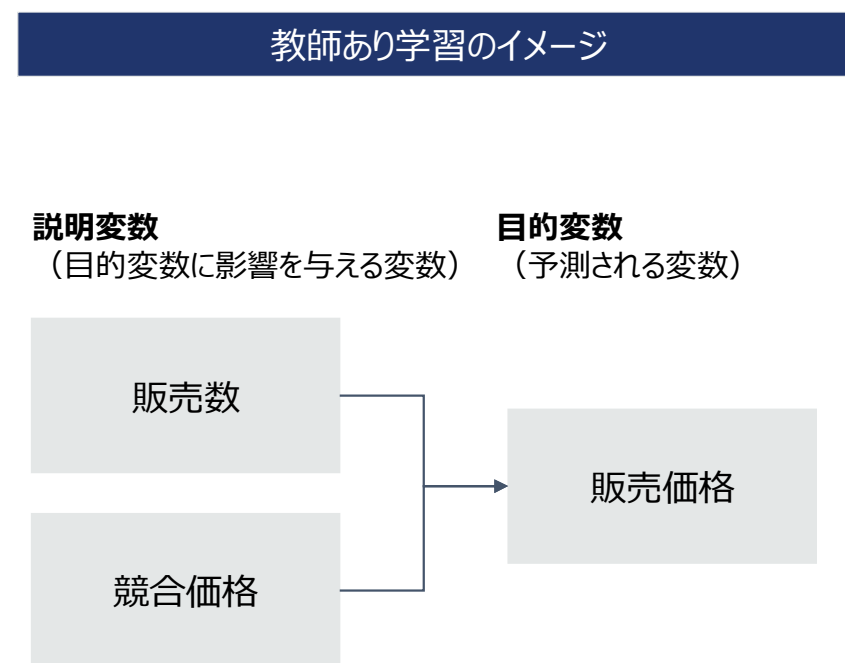 教師あり学習のイメージ
説明変数
（目的変数に影響を与える変数）
目的変数
（予測される変数）
販売数
競合価格
販売価格